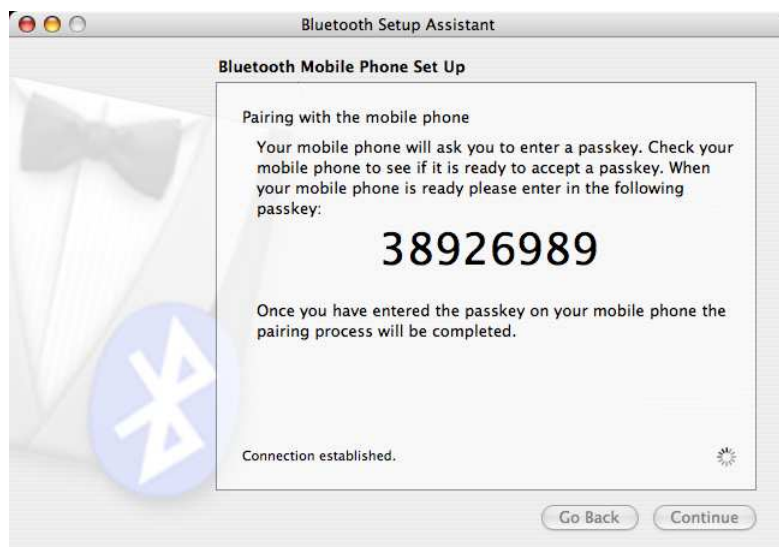 Bluetooth Setup Assistant
Bluetooth Mobile Phone Set Up
Pairing with the mobile phone
Your mobile phone will ask you to enter a passkey. Check your
mobile phone to see if it is ready to accept a passkey. When
your mobile phone is ready please enter in the following
passkey:
38926989
Once you have entered the passkey on your mobile phone the
pairing process will be completed.
Connection established.
Go Back
Continue